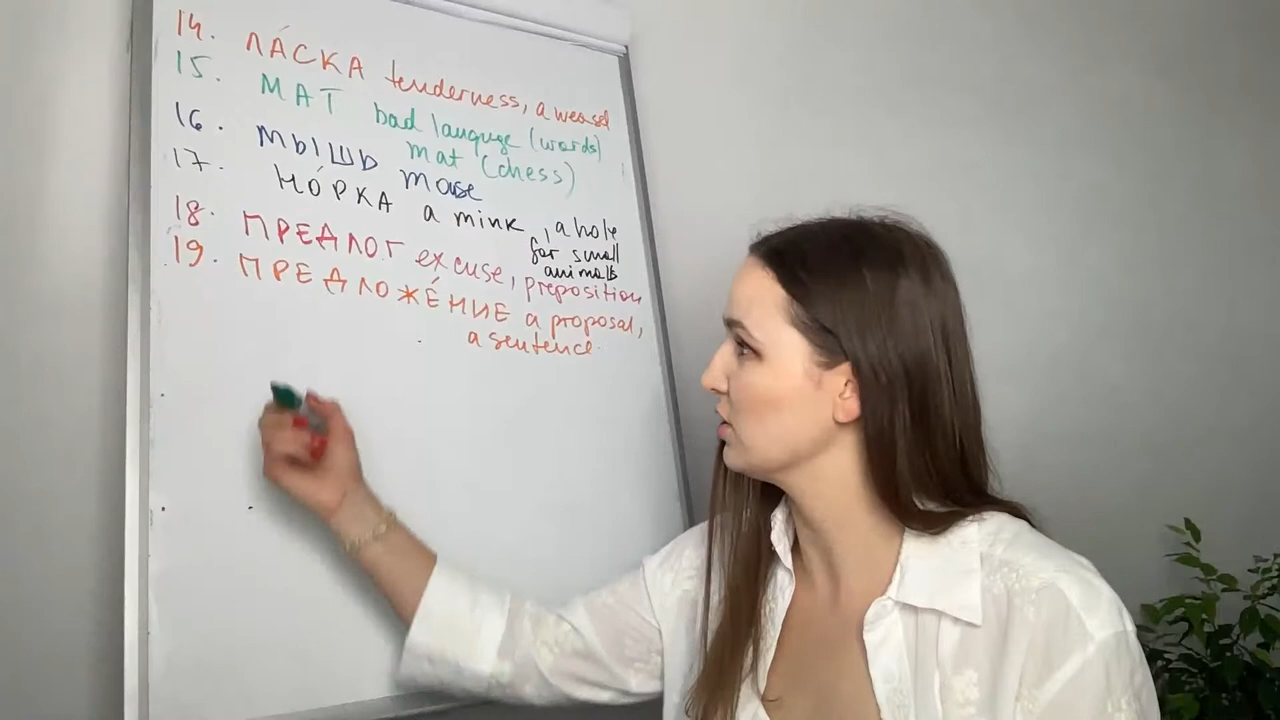 14. ЛА́СКА tenderness, a weasel
15. МАТ bad languge (words)
mat (chess)
16. МЫШЬ mouse
17. НО́РКА a mink, a hole
for small
animals
18. ПРЕДЛОГ excuse, preposition
19. ПРЕДЛОЖЕ́НИЕ a proposal,
a sentence